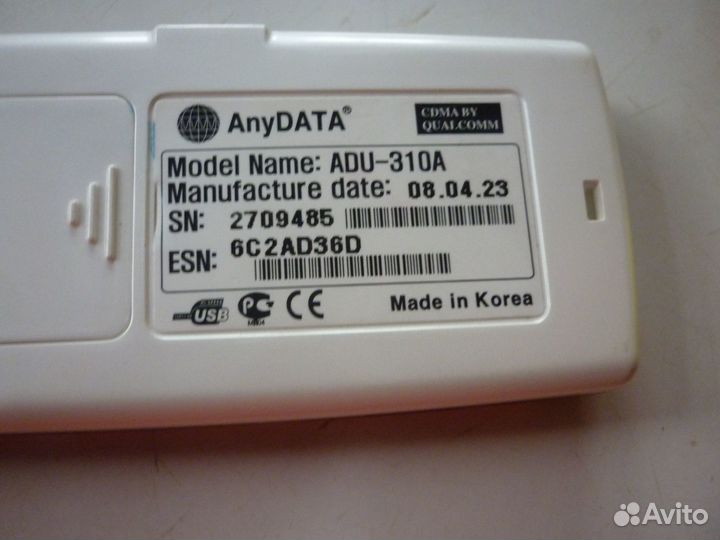 AnyDATA®
CDMA BY
QUALCOMM
Model Name: ADU-310A
Manufacture date: 08.04.23
SN: 2709485
ESN: 6C2AD36D
USB
CE
Made in Korea
Avito